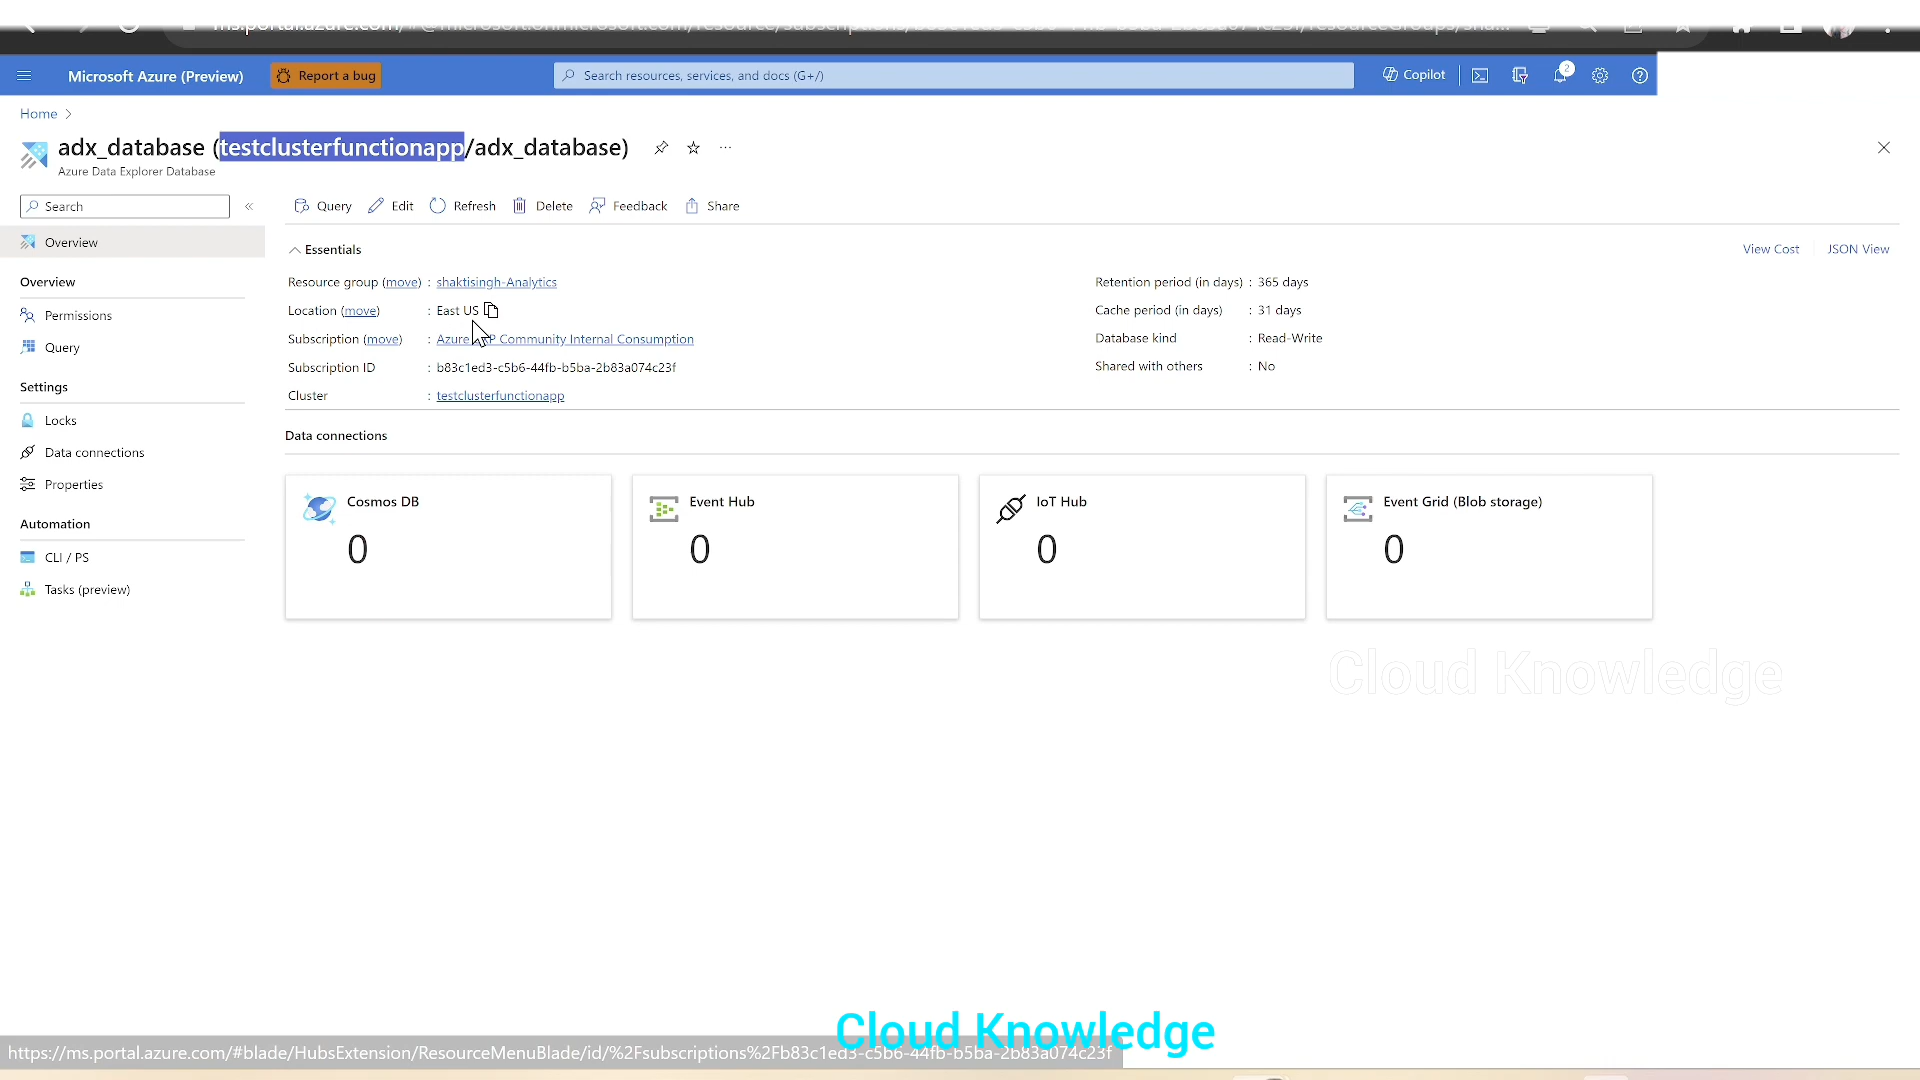 Microsoft Azure (Preview)
Report a bug
Search resources, services, and docs (G+/)
Copilot
2
Home
adx_database (testclusterfunctionapp/adx_database)
Azure Data Explorer Database
Search
Query
Edit
Refresh
Delete
Feedback
Share
Overview
Essentials
View Cost
JSON View
Overview
Resource group (move) : shaktisingh-Analytics
Retention period (in days) : 365 days
Permissions
Location (move) : East US
Cache period (in days) : 31 days
Query
Subscription (move) : Azure Community Internal Consumption
Database kind : Read-Write
Subscription ID : b83c1ed3-c5b6-44fb-b5ba-2b83a074c23f
Shared with others : No
Settings
Cluster : testclusterfunctionapp
Locks
Data connections
Data connections
Properties
Cosmos DB
0
Event Hub
0
IoT Hub
0
Event Grid (Blob storage)
0
Automation
CLI / PS
Tasks (preview)
Cloud Knowledge
Cloud Knowledge
https://ms.portal.azure.com/#blade/HubsExtension/ResourceMenuBlade/id/%2Fsubscriptions%2Fb83c1ed3-c5b6-44fb-b5ba-2b83a074c23f